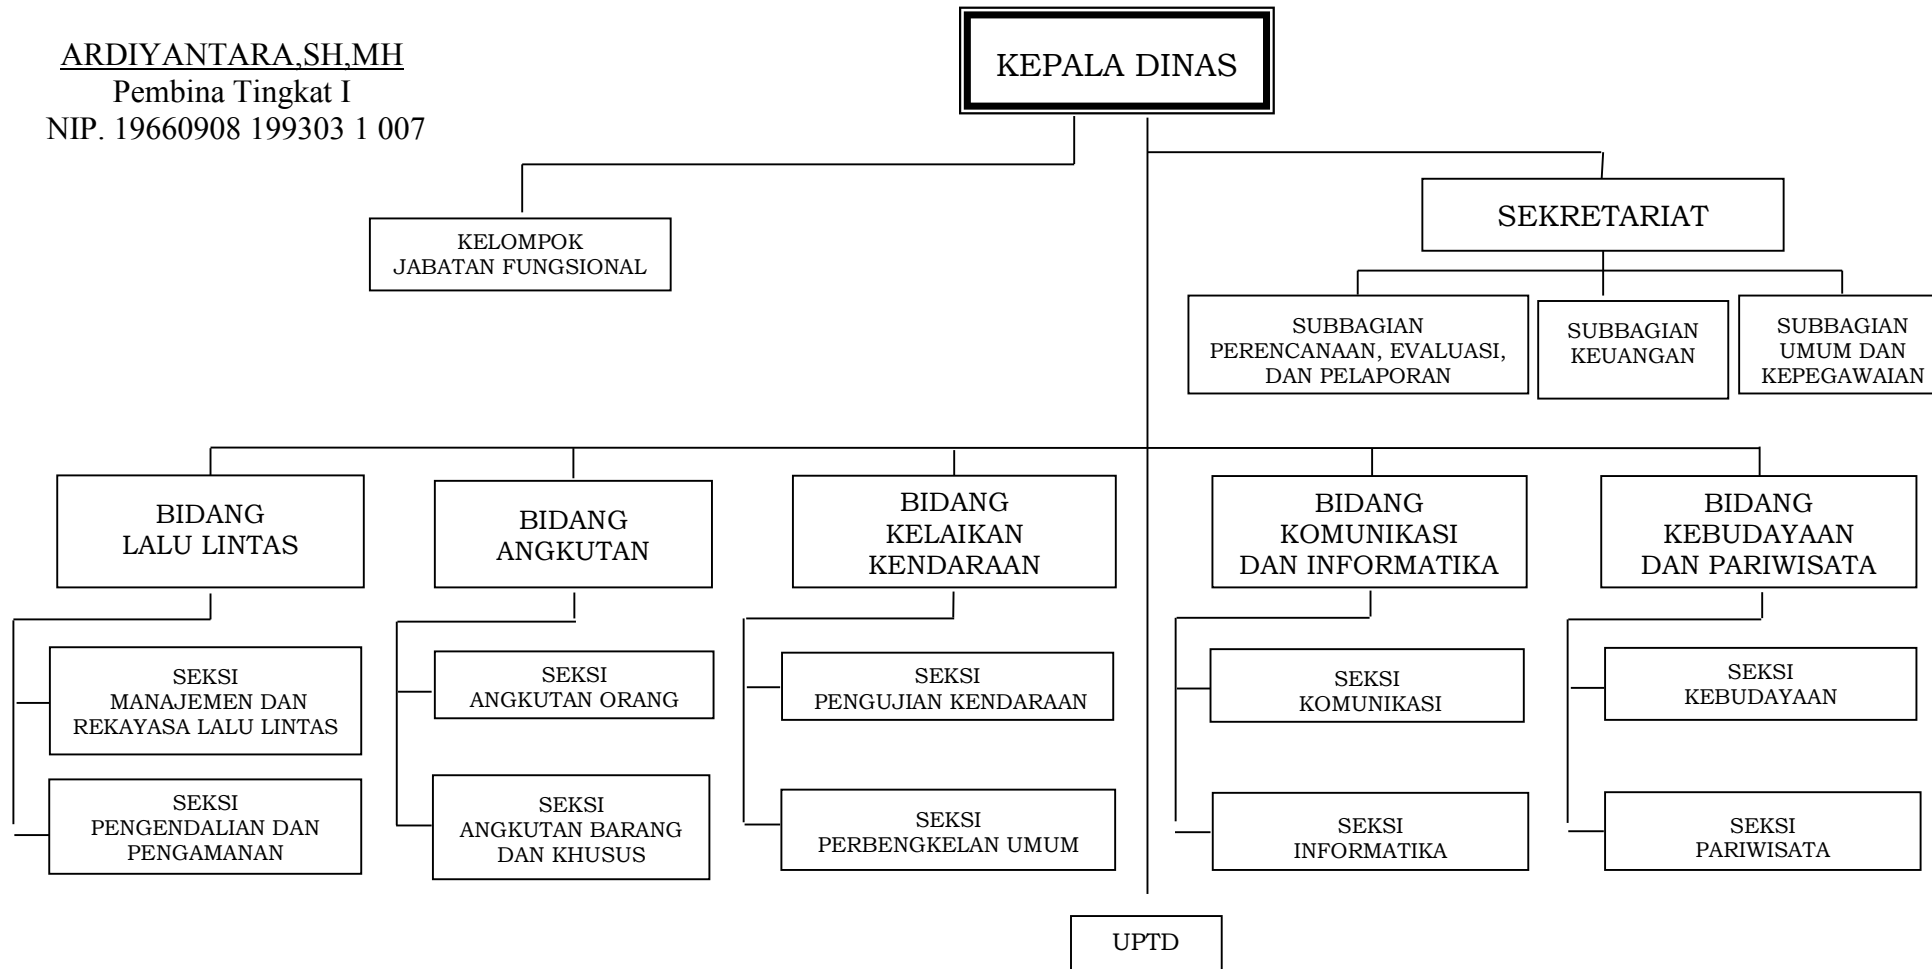 ARDIYANTARA,SH,MH
Pembina Tingkat I
NIP. 19660908 199303 1 007
KEPALA DINAS
KELOMPOK
JABATAN FUNGSIONAL
SEKRETARIAT
SUBBAGIAN
PERENCANAAN, EVALUASI,
DAN PELAPORAN
SUBBAGIAN
KEUANGAN
SUBBAGIAN
UMUM DAN
KEPEGAWAIAN
BIDANG
LALU LINTAS
BIDANG
ANGKUTAN
BIDANG
KELAIKAN
KENDARAAN
BIDANG
KOMUNIKASI
DAN INFORMATIKA
BIDANG
KEBUDAYAAN
DAN PARIWISATA
SEKSI
MANAJEMEN DAN
REKAYASA LALU LINTAS
SEKSI
ANGKUTAN ORANG
SEKSI
PENGUJIAN KENDARAAN
SEKSI
KOMUNIKASI
SEKSI
KEBUDAYAAN
SEKSI
PENGENDALIAN DAN
PENGAMANAN
SEKSI
ANGKUTAN BARANG
DAN KHUSUS
SEKSI
PERBENGKELAN UMUM
SEKSI
INFORMATIKA
SEKSI
PARIWISATA
UPTD